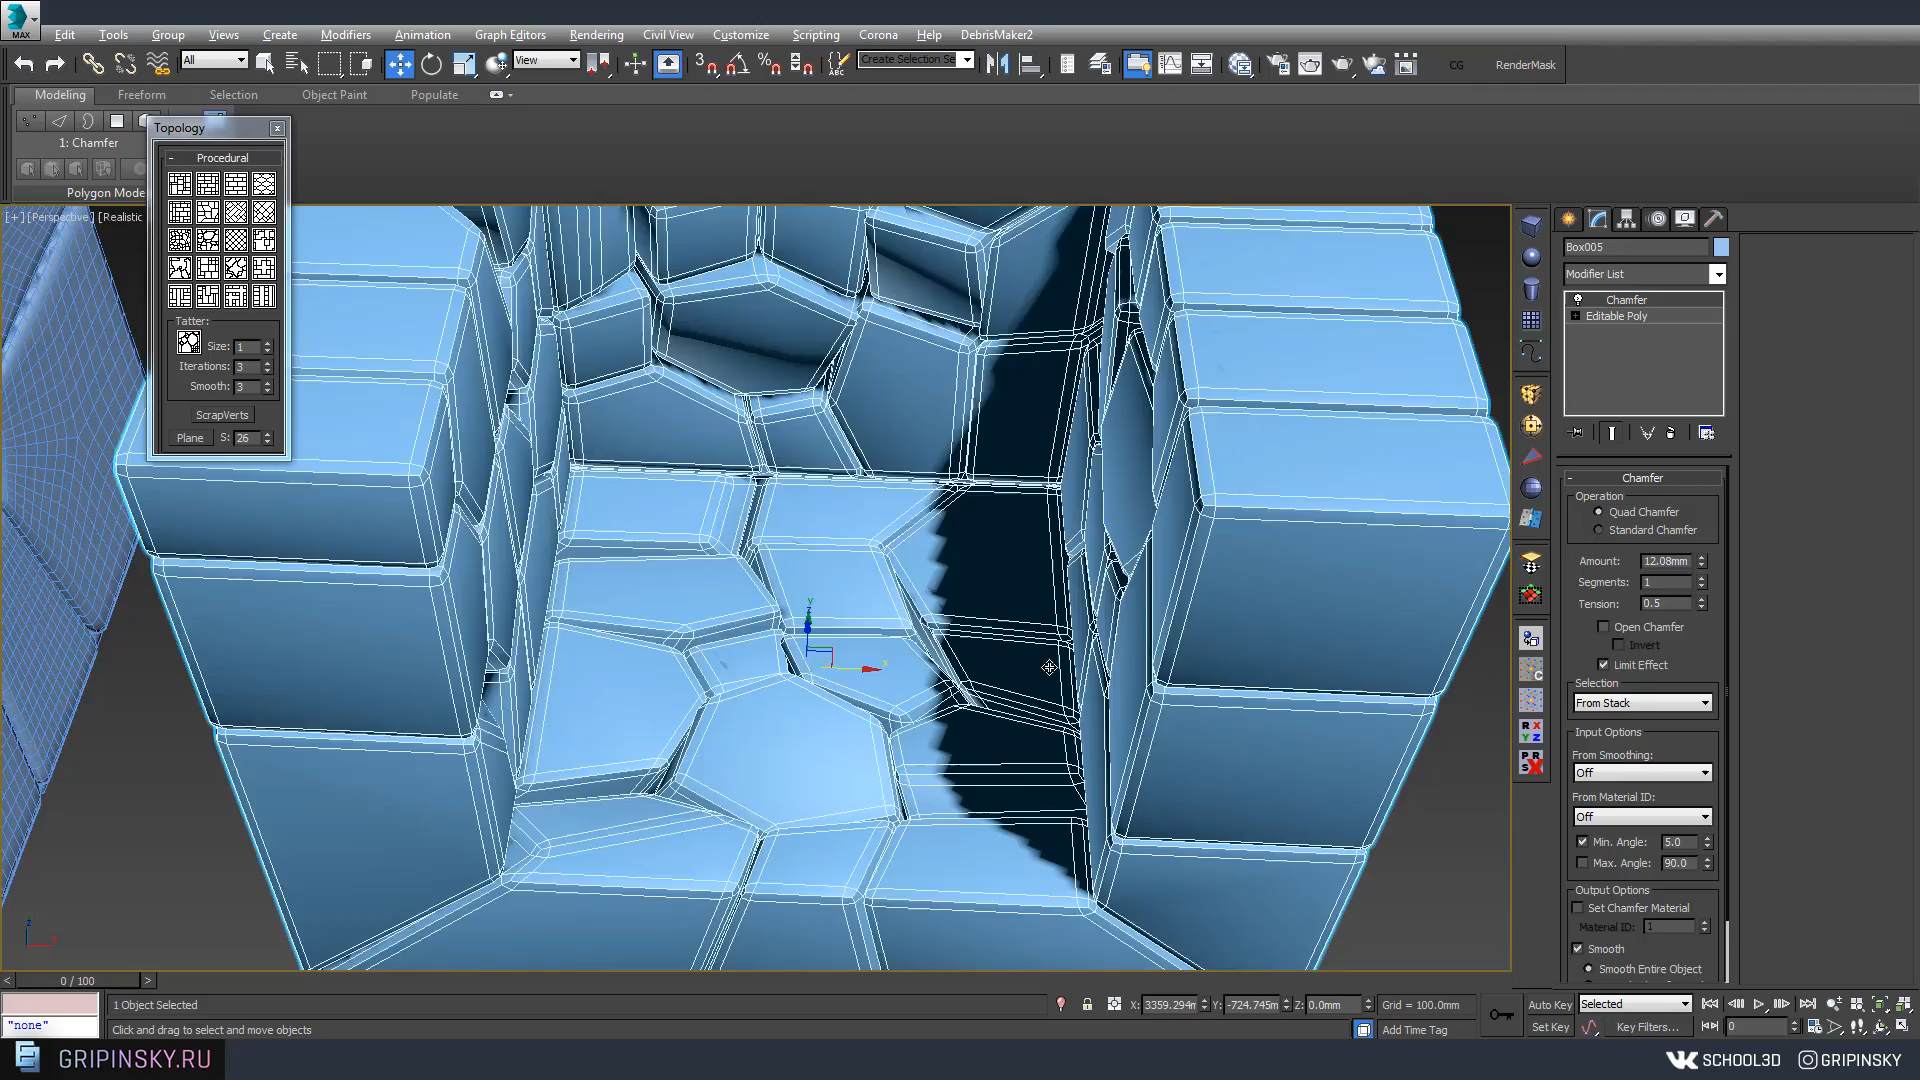 MAX
Edit Tools Group Views Create Modifiers Animation Graph Editors Rendering Civil View Customize Scripting Corona Help DebrisMaker2
All View Create Selection Se CG RenderMask
Modeling Freeform Selection Object Paint Populate
1: Chamfer
Polygon Mode
Topology
Procedural
Tatter:
Size: 1
Iterations: 3
Smooth: 3
ScrapVerts
Plane S: 26
[+][Perspective][Realistic
Box005
Modifier List
Chamfer
Editable Poly
Chamfer
Operation
Quad Chamfer
Standard Chamfer
Amount: 12.08mm
Segments: 1
Tension: 0.5
Open Chamfer
Invert
Limit Effect
Selection
From Stack
Input Options
From Smoothing:
Off
From Material ID:
Off
Min. Angle: 5.0
Max. Angle: 90.0
Output Options
Set Chamfer Material
Material ID: 1
Smooth
Smooth Entire Object
0 / 100
1 Object Selected
X: 3359.294m Y: -724.745m Z: 0.0mm Grid = 100.0mm Auto Key Selected
"none" Click and drag to select and move objects Add Time Tag Set Key Key Filters... 0
GRIPINSKY.RU SCHOOL3D GRIPINSKY